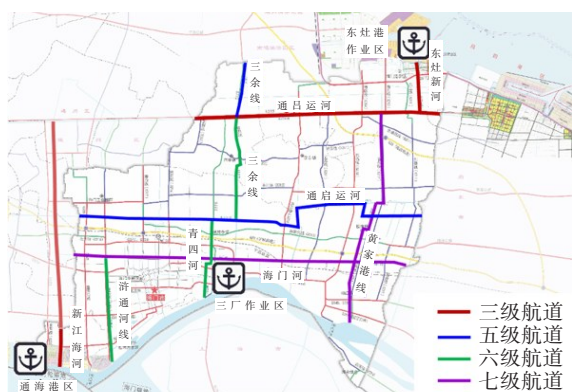 东灶港
作业区
东灶新河
三余线
通吕运河
三余线
通启运河
青四河
黄家港线
海门河
浒通河线
三厂作业区
新江海河
通海港区
三级航道
五级航道
六级航道
七级航道